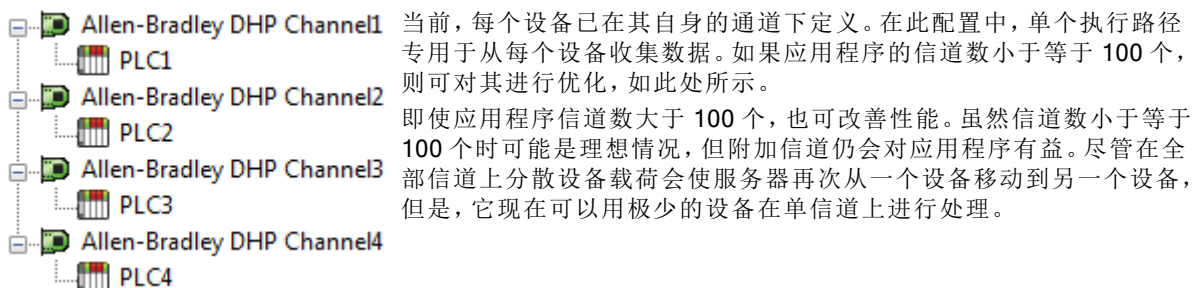 Allen-Bradley DHP Channel1
PLC1
Allen-Bradley DHP Channel2
PLC2
Allen-Bradley DHP Channel3
PLC3
Allen-Bradley DHP Channel4
PLC4
当前，每个设备已在其自身的通道下定义。在此配置中，单个执行路径
专用于从每个设备收集数据。如果应用程序的信道数小于等于 100 个，
则可对其进行优化，如此处所示。
即使应用程序信道数大于 100 个，也可改善性能。虽然信道数小于等于
100 个时可能是理想情况，但附加信道仍会对应用程序有益。尽管在全
部信道上分散设备载荷会使服务器再次从一个设备移动到另一个设备，
但是，它现在可以用极少的设备在单信道上进行处理。